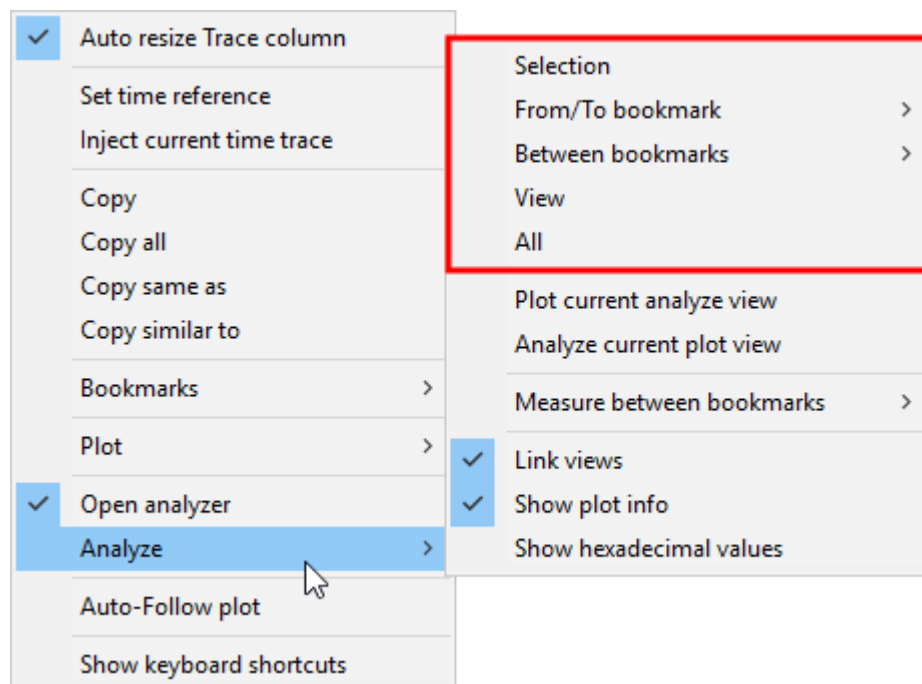 Auto resize Trace column
Set time reference
Inject current time trace
Copy
Copy all
Copy same as
Copy similar to
Bookmarks
Plot
Open analyzer
Analyze
Auto-Follow plot
Show keyboard shortcuts
Selection
From/To bookmark
Between bookmarks
View
All
Plot current analyze view
Analyze current plot view
Measure between bookmarks
Link views
Show plot info
Show hexadecimal values